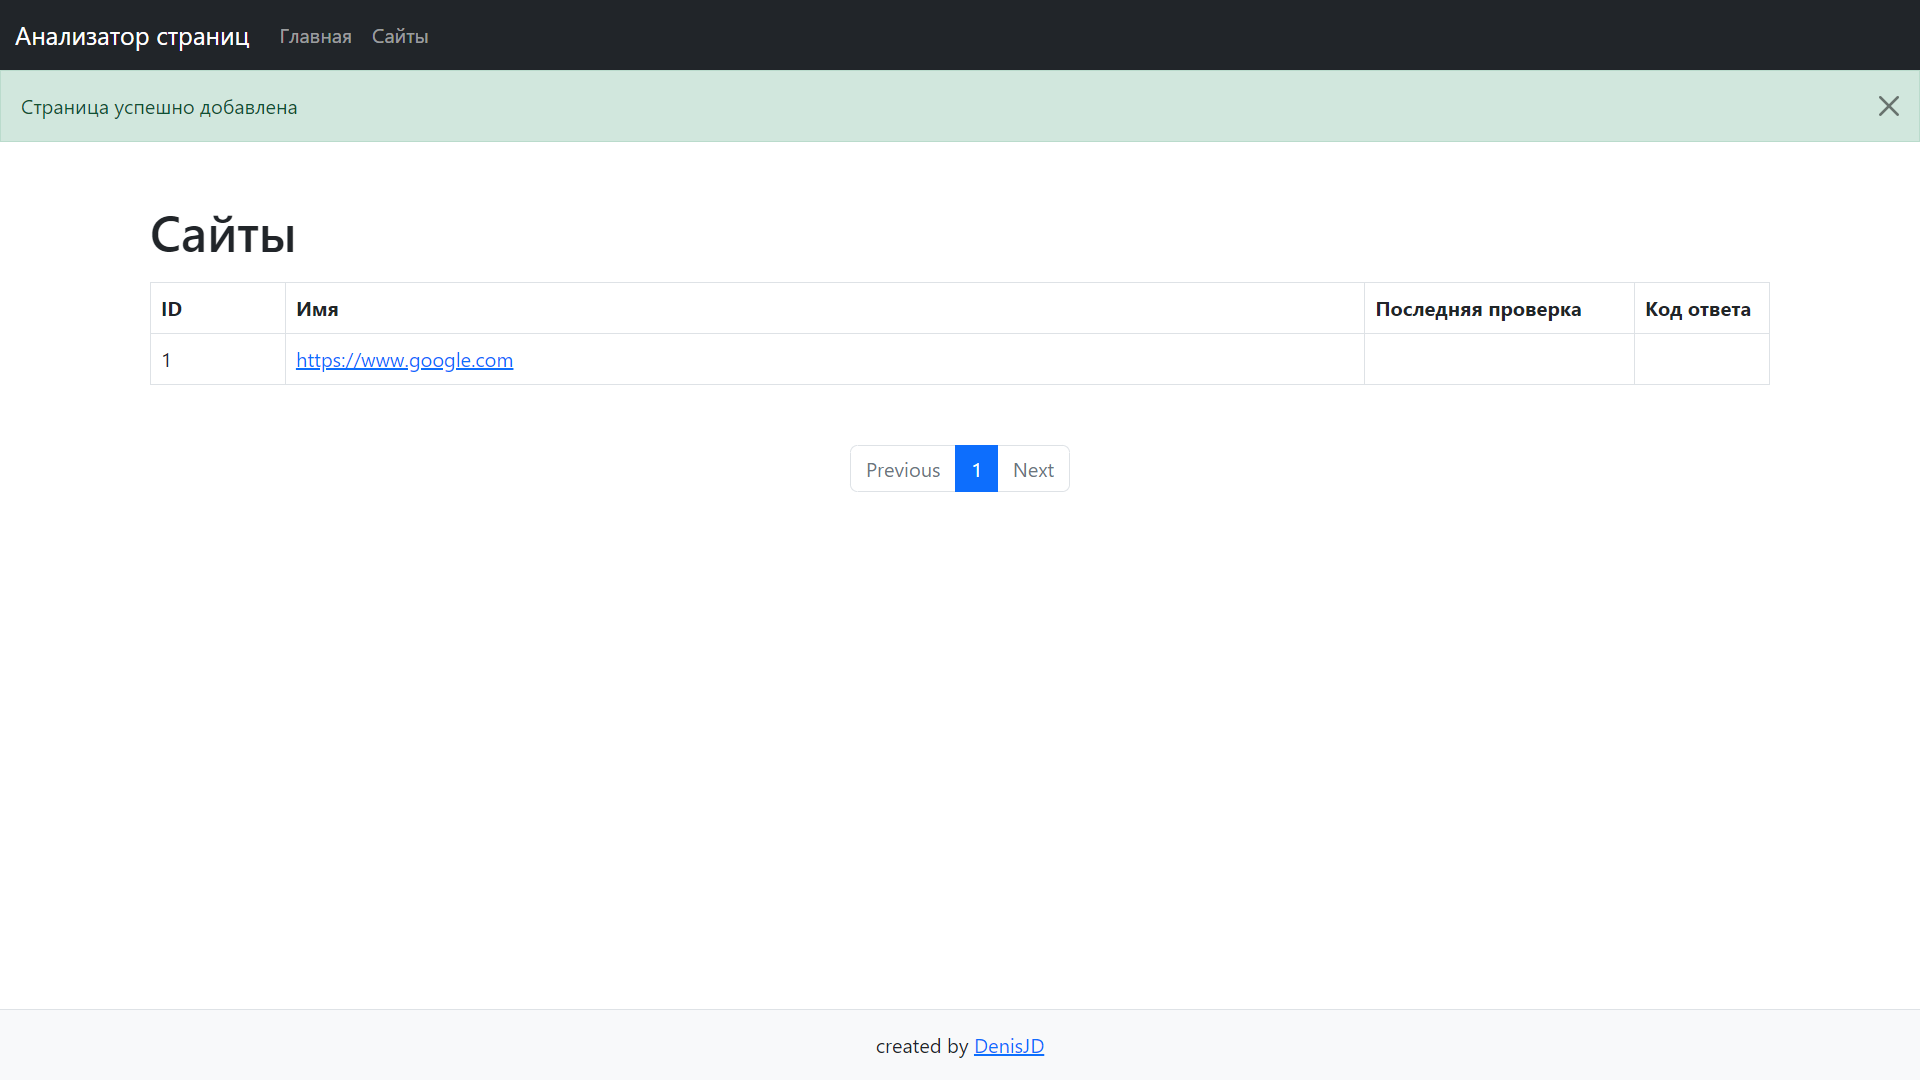 Анализатор страниц Главная Сайты
Страница успешно добавлена
Сайты
ID Имя Последняя проверка Код ответа
1 https://www.google.com
Previous 1 Next
created by DenisJD